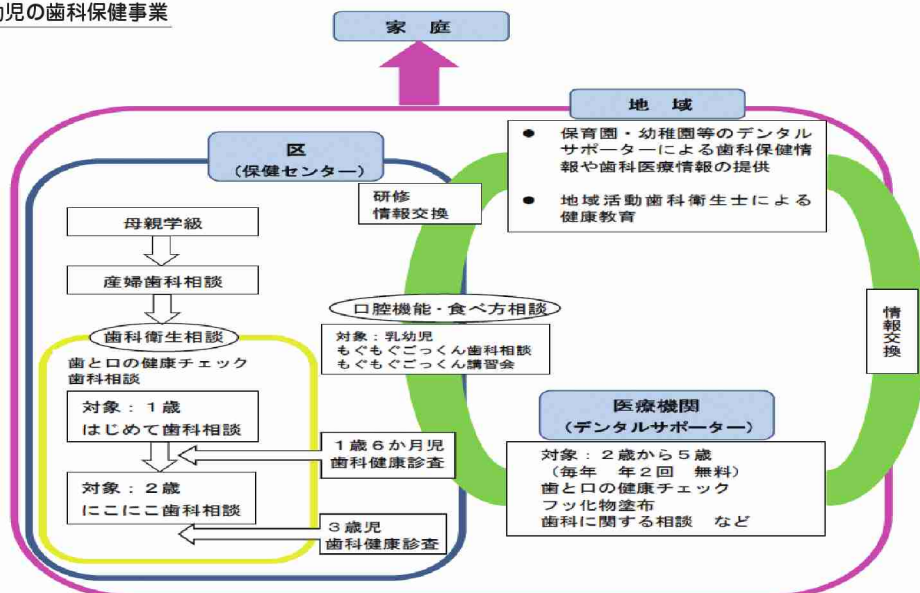 幼児の歯科保健事業
家庭
地域
● 保育園・幼稚園等のデンタル
サポーターによる歯科保健情
報や歯科医療情報の提供
● 地域活動歯科衛生士による
健康教育
区
(保健センター)
研修
情報交換
母親学級
産婦歯科相談
歯科衛生相談
歯と口の健康チェック
歯科相談
対象：１歳
はじめて歯科相談
１歳６か月児
歯科健康診査
対象：２歳
にこにこ歯科相談
３歳児
歯科健康診査
口腔機能・食べ方相談
対象：乳幼児
もぐもぐごっくん歯科相談
もぐもぐごっくん講習会
情報交換
医療機関
(デンタルサポーター)
対象：２歳から５歳
(毎年 年２回 無料)
歯と口の健康チェック
フッ化物塗布
歯科に関する相談 など